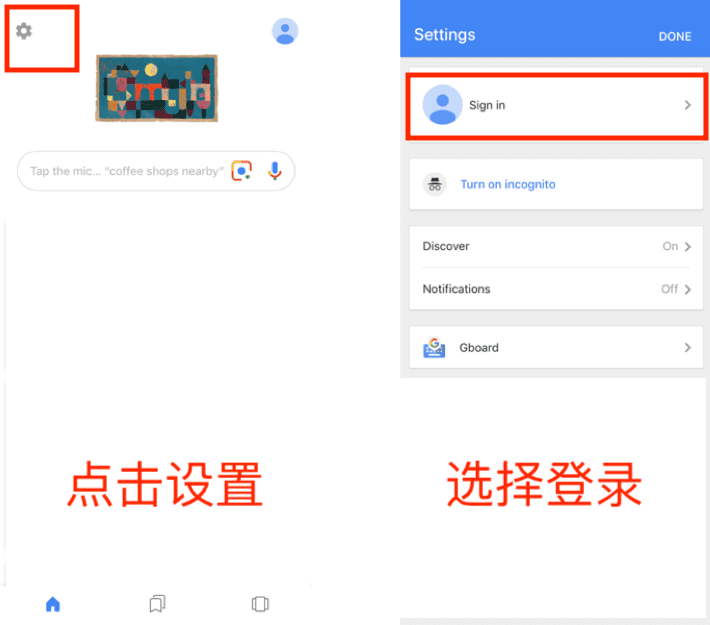 Tap the mic... “coffee shops nearby”
点击设置
Settings
DONE
Sign in
Turn on incognito
Discover
On
Notifications
Off
Gboard
选择登录